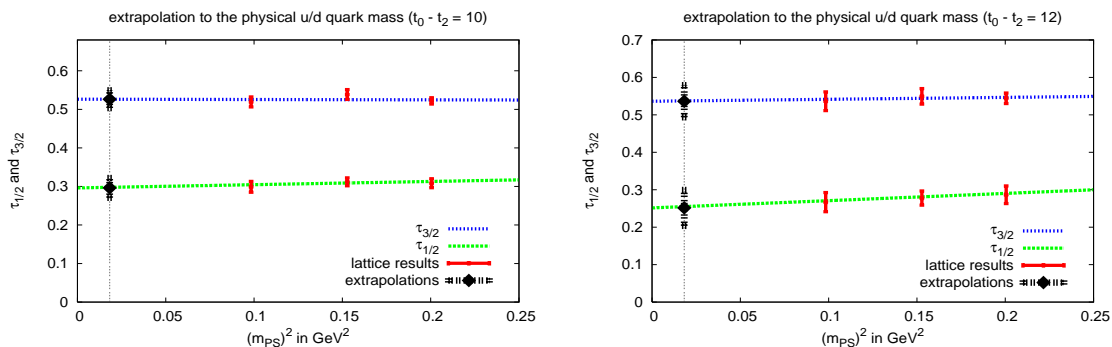 extrapolation to the physical u/d quark mass (t0 - t2 = 10)
0.6
0.5
0.4
0.3
0.2
0.1
0
τ1/2 and τ3/2
τ3/2
τ1/2
lattice results
extrapolations
0 0.05 0.1 0.15 0.2 0.25
(mPS)2 in GeV2
extrapolation to the physical u/d quark mass (t0 - t2 = 12)
0.7
0.6
0.5
0.4
0.3
0.2
0.1
0
τ1/2 and τ3/2
τ3/2
τ1/2
lattice results
extrapolations
0 0.05 0.1 0.15 0.2 0.25
(mPS)2 in GeV2